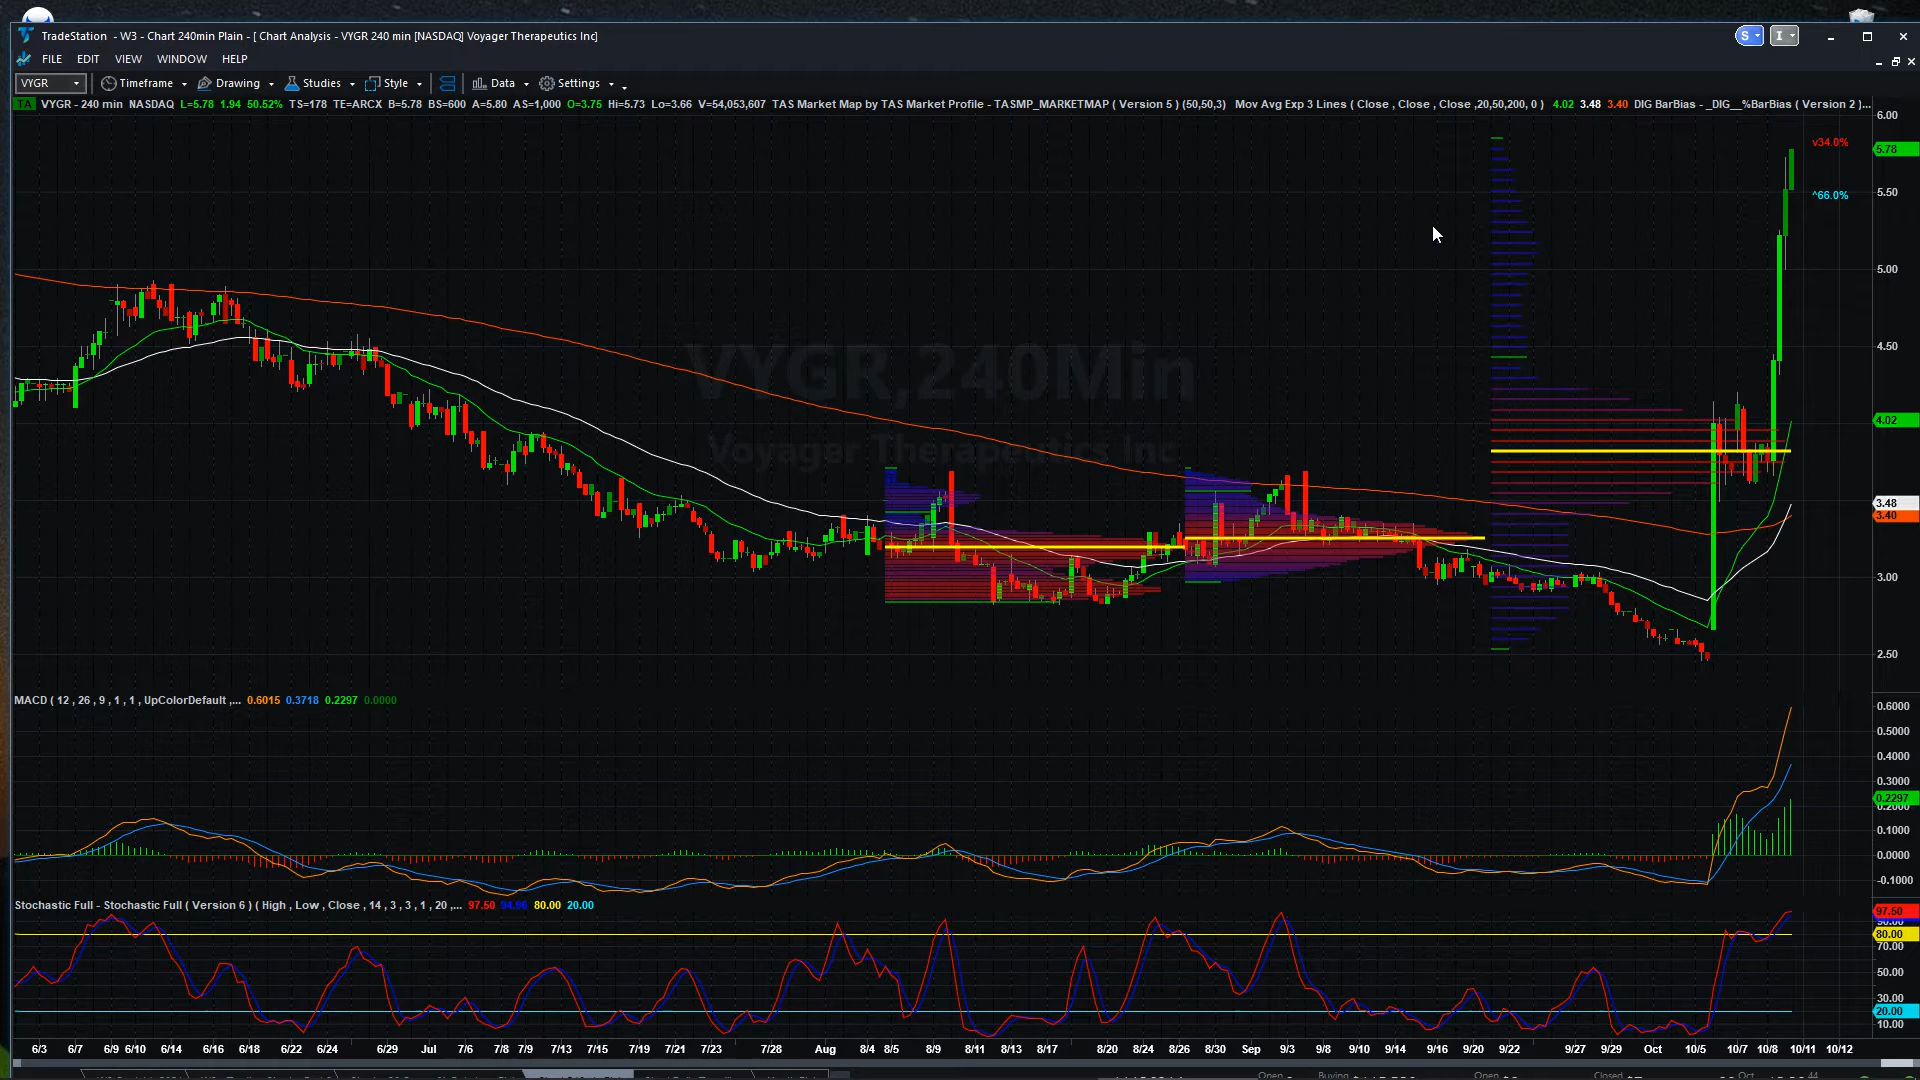 TradeStation - W3 - Chart 240min Plain - [ Chart Analysis - VYGR 240 min [NASDAQ] Voyager Therapeutics Inc]
S I
FILE EDIT VIEW WINDOW HELP
VYGR Timeframe Drawing Studies Style Data Settings
TA VYGR - 240 min NASDAQ L=5.78 1.94 50.52% TS=178 TE=ARCX B=5.78 BS=600 A=5.80 AS=1,000 O=3.75 Hi=5.73 Lo=3.66 V=54,053,607 TAS Market Map by TAS Market Profile - TASMP_MARKETMAP ( Version 5 ) (50,50,3) Mov Avg Exp 3 Lines ( Close , Close , Close ,20,50,200, 0 ) 4.02 3.48 3.40 DIG BarBias - _DIG__%BarBias ( Version 2 )...
6.00
v34.0%
5.78
5.50
^66.0%
5.00
4.50
VYGR,240Min
4.02
Voyager Therapeutics Inc
3.48
3.40
3.00
2.50
MACD ( 12 , 26 , 9 , 1 , 1 , UpColorDefault ,... 0.6015 0.3718 0.2297 0.0000
0.6000
0.5000
0.4000
0.3000
0.2297
0.2000
0.1000
0.0000
-0.1000
Stochastic Full - Stochastic Full ( Version 6 ) ( High , Low , Close , 14 , 3 , 3 , 1 , 20 ,... 97.50 94.96 80.00 20.00
97.50
90.00
80.00
70.00
50.00
30.00
20.00
10.00
6/3 6/7 6/9 6/10 6/14 6/16 6/18 6/22 6/24 6/29 Jul 7/6 7/8 7/9 7/13 7/15 7/19 7/21 7/23 7/28 Aug 8/4 8/5 8/9 8/11 8/13 8/17 8/20 8/24 8/26 8/30 Sep 9/3 9/8 9/10 9/14 9/16 9/20 9/22 9/27 9/29 Oct 10/5 10/7 10/8 10/11 10/12